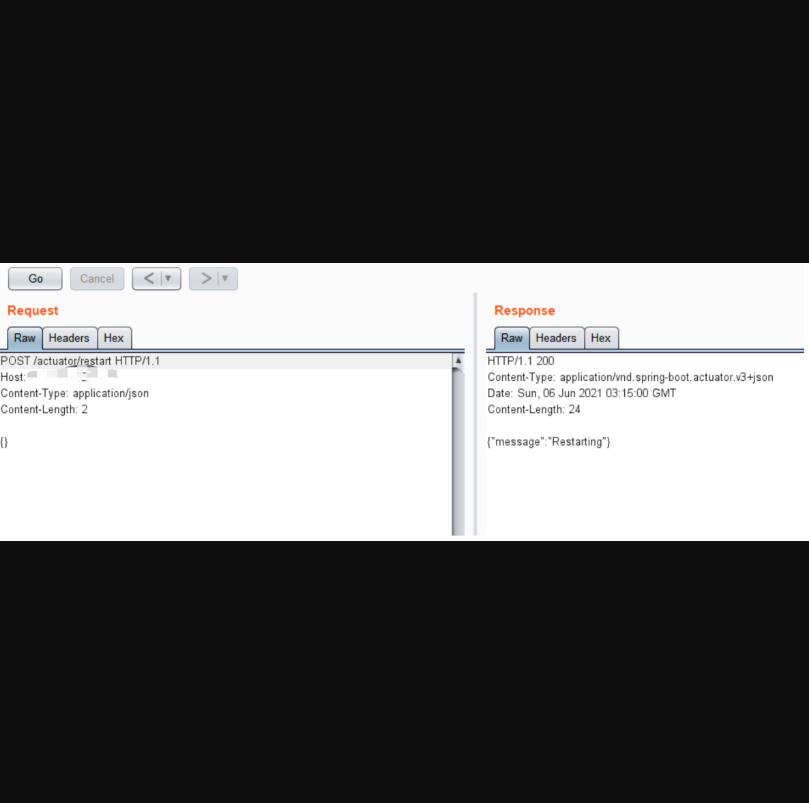 Go Cancel < >
Request
Raw Headers Hex
POST /actuator/restart HTTP/1.1
Host:
Content-Type: application/json
Content-Length: 2
{}
Response
Raw Headers Hex
HTTP/1.1 200
Content-Type: application/vnd.spring-boot.actuator.v3+json
Date: Sun, 06 Jun 2021 03:15:00 GMT
Content-Length: 24
{"message":"Restarting"}